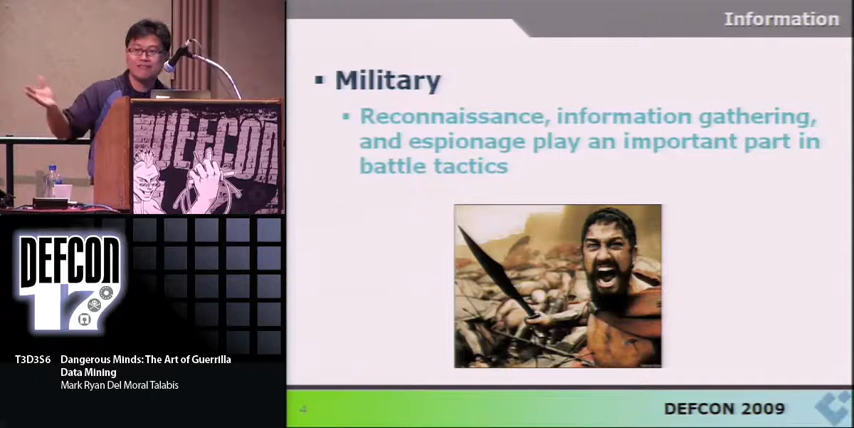 Information
▪ Military
▪ Reconnaissance, information gathering,
and espionage play an important part in
battle tactics
DEFCON
DEFCON
17
T3D3S6 Dangerous Minds: The Art of Guerrilla
Data Mining
Mark Ryan Del Moral Talabis
4
DEFCON 2009